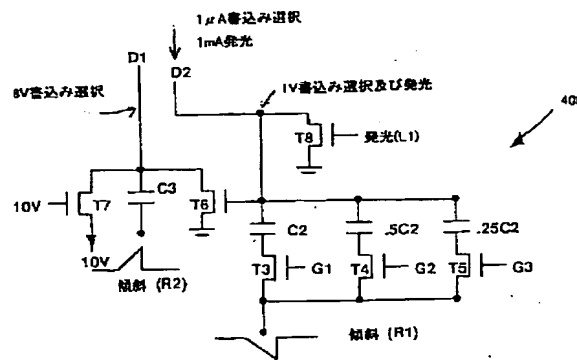 1μA書込み選択
1mA発光
D1
D2
8V書込み選択
1V書込み選択及び発光
T8
発光(L1)
40
C3
10V
T7
T6
10V
傾斜 (R2)
C2
.5C2
.25C2
T3
G1
T4
G2
T5
G3
傾斜 (R1)